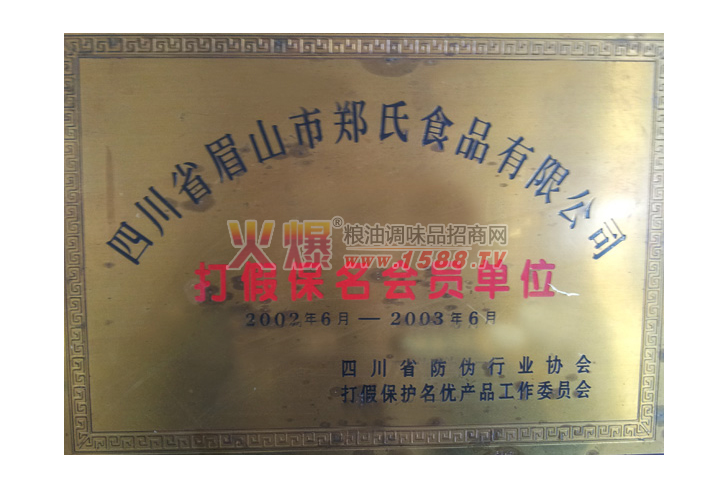 四川省眉山市郑氏食品有限公司
火爆®粮油调味品招商网
www.1588.TV
打假保名会员单位
2002年6月—2003年6月
四川省防伪行业协会
打假保护名优产品工作委员会